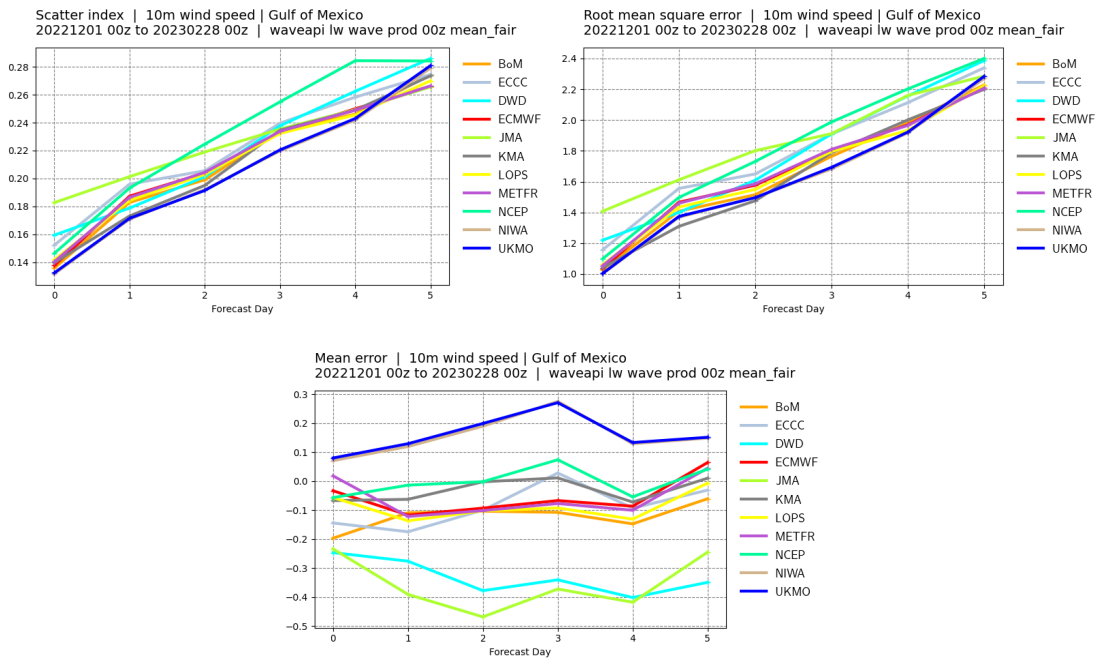 Scatter index | 10m wind speed | Gulf of Mexico
20221201 00z to 20230228 00z | waveapi lw wave prod 00z mean_fair
0.28
0.26
0.24
0.22
0.20
0.18
0.16
0.14
0 1 2 3 4 5
Forecast Day
BoM
ECCC
DWD
ECMWF
JMA
KMA
LOPS
METFR
NCEP
NIWA
UKMO
Root mean square error | 10m wind speed | Gulf of Mexico
20221201 00z to 20230228 00z | waveapi lw wave prod 00z mean_fair
2.4
2.2
2.0
1.8
1.6
1.4
1.2
1.0
0 1 2 3 4 5
Forecast Day
BoM
ECCC
DWD
ECMWF
JMA
KMA
LOPS
METFR
NCEP
NIWA
UKMO
Mean error | 10m wind speed | Gulf of Mexico
20221201 00z to 20230228 00z | waveapi lw wave prod 00z mean_fair
0.3
0.2
0.1
0.0
−0.1
−0.2
−0.3
−0.4
−0.5
0 1 2 3 4 5
Forecast Day
BoM
ECCC
DWD
ECMWF
JMA
KMA
LOPS
METFR
NCEP
NIWA
UKMO